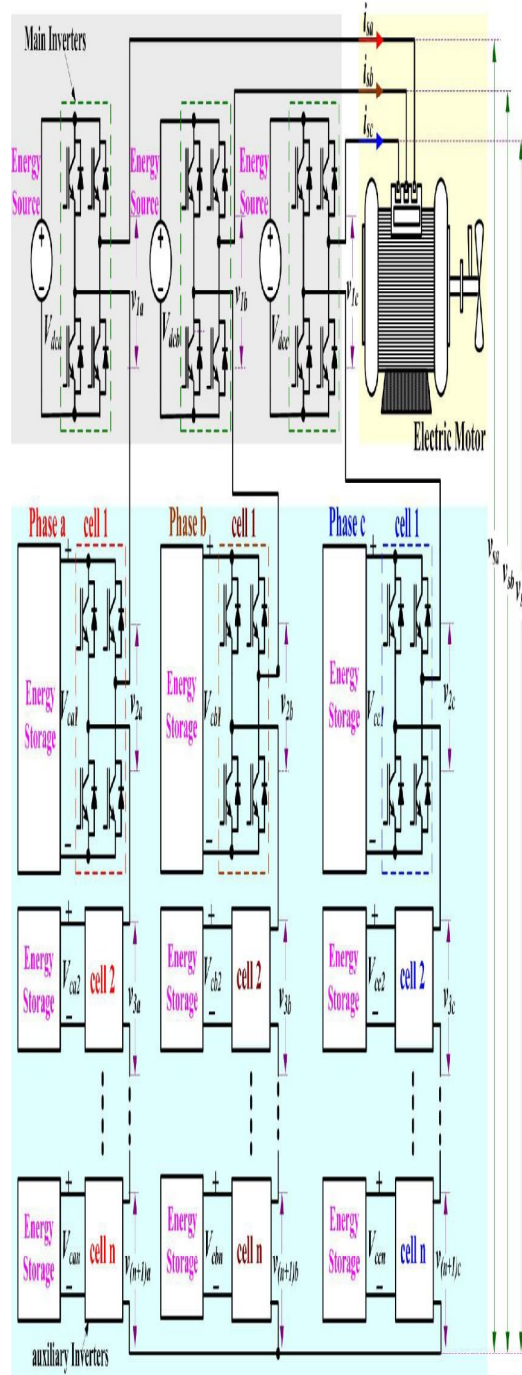 Main Inverters
i_sa
i_sb
i_sc
Energy
Source
Energy
Source
Energy
Source
V_dca
V_dcb
V_dcc
v_1a
v_1b
v_1c
Electric Motor
Phase a
cell 1
Phase b
cell 1
Phase c
cell 1
+
+
+
Energy
Storage
Energy
Storage
Energy
Storage
V_ca1
V_cb1
V_cc1
v_2a
v_2b
v_2c
−
−
−
v_sa
v_sb
+
+
+
Energy
Storage
V_ca2
cell 2
v_3a
Energy
Storage
V_cb2
cell 2
v_3b
Energy
Storage
V_cc2
cell 2
v_3c
−
−
−
+
+
+
Energy
Storage
V_can
cell n
v_(n+1)a
Energy
Storage
V_cbn
cell n
v_(n+1)b
Energy
Storage
V_ccn
cell n
v_(n+1)c
−
−
−
auxiliary Inverters